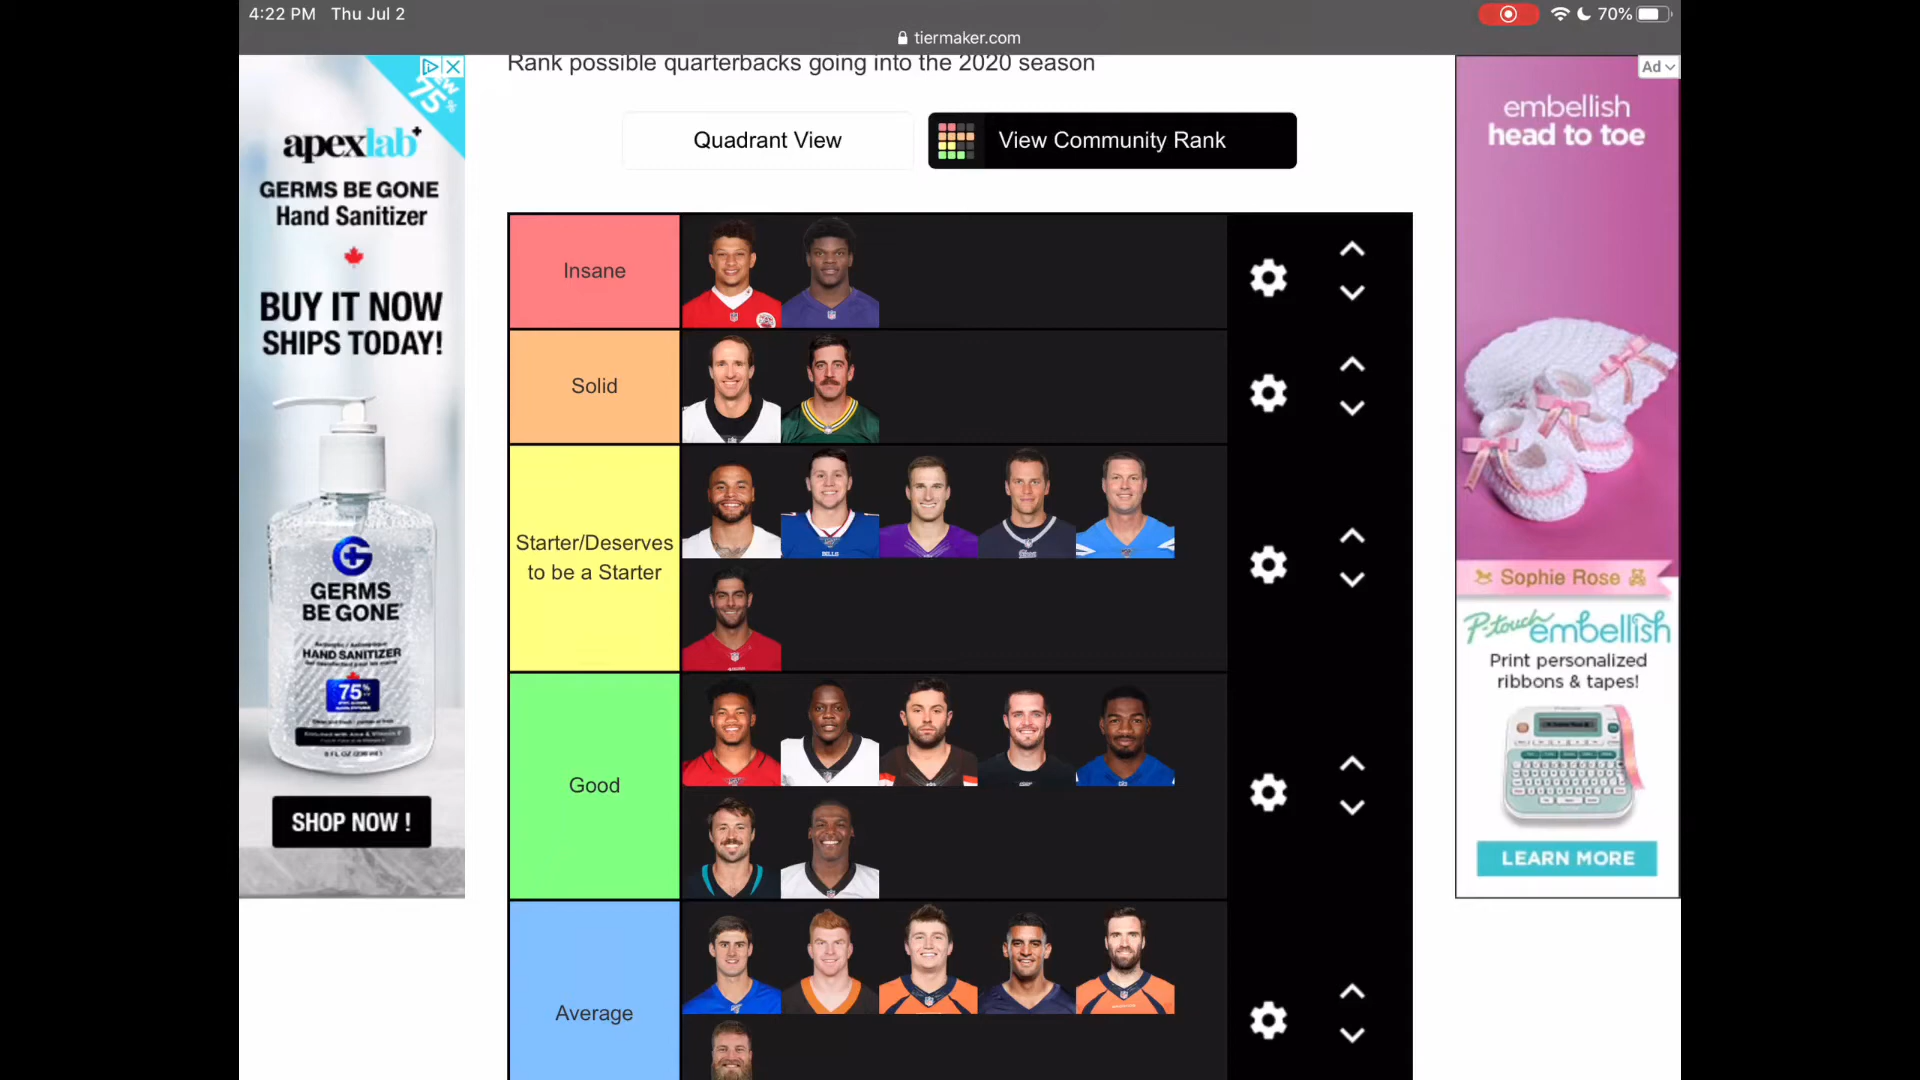 4:22 PM Thu Jul 2
70%
tiermaker.com
Rank possible quarterbacks going into the 2020 season
Quadrant View
View Community Rank
Insane
Solid
Starter/Deserves
to be a Starter
Good
Average
75%
apexlab+
GERMS BE GONE
Hand Sanitizer
BUY IT NOW
SHIPS TODAY!
GERMS
BE GONE
HAND SANITIZER
75%
SHOP NOW !
Ad
embellish
head to toe
Sophie Rose
P-touch embellish
Print personalized
ribbons & tapes!
LEARN MORE